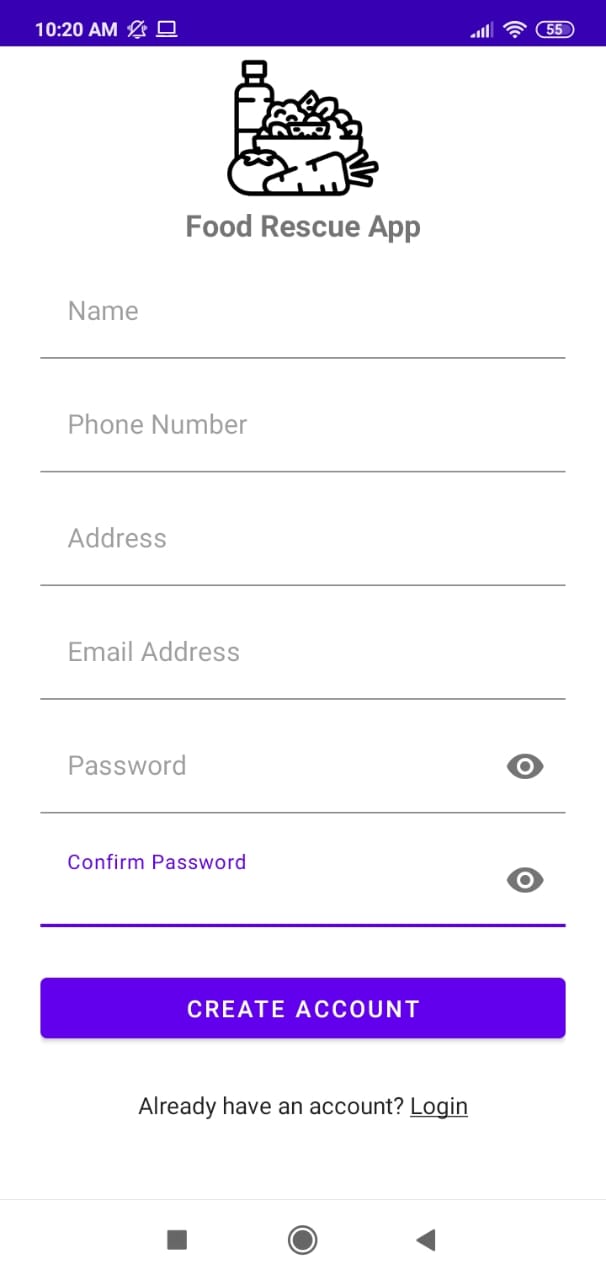 10:20 AM 55
Food Rescue App
Name
Phone Number
Address
Email Address
Password
Confirm Password
CREATE ACCOUNT
Already have an account? Login